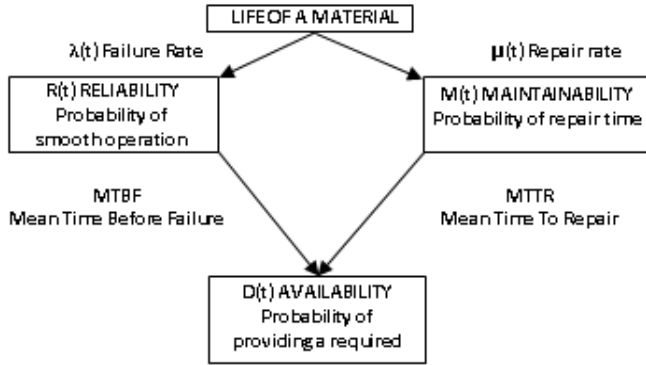 LIFE OF A MATERIAL
λ(t) Failure Rate
μ(t) Repair rate
R(t) RELIABILITY
Probability of
smooth operation
M(t) MAINTAINABILITY
Probability of repair time
MTBF
Mean Time Before Failure
MTTR
Mean Time To Repair
D(t) AVAILABILITY
Probability of
providing a required